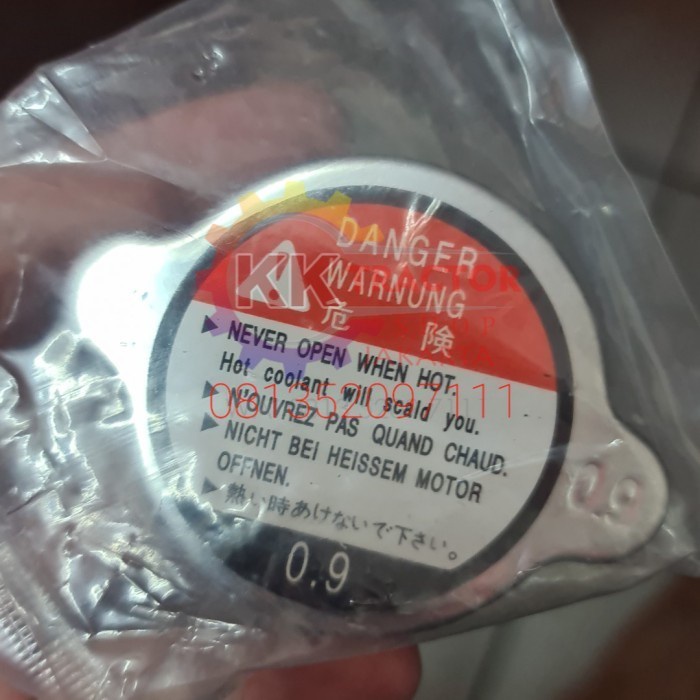 DANGER
WARNUNG
危険
▶ NEVER OPEN WHEN HOT.
Hot coolant will scald you.
▶ N'OUVREZ PAS QUAND CHAUD.
▶ NICHT BEI HEISSEM MOTOR
OFFNEN.
▶ 熱い時あけないで下さい。
0.9
0.9
KK TRACTOR
081352097111